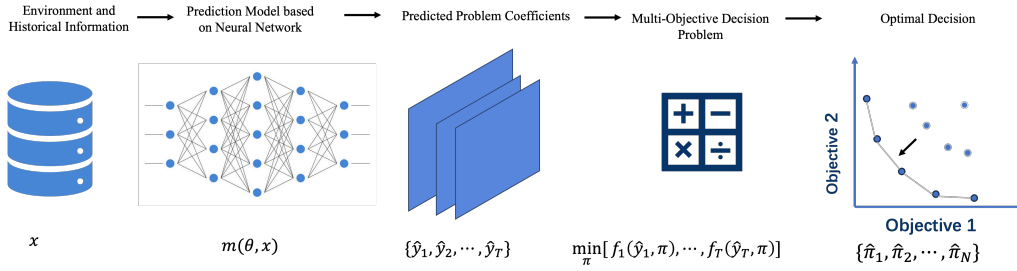 Environment and
Historical Information
Prediction Model based
on Neural Network
Predicted Problem Coefficients
Multi-Objective Decision
Problem
Optimal Decision
+ −
× ÷
Objective 2
Objective 1
x
m(θ, x)
{ŷ₁, ŷ₂, ⋯, ŷ_T}
min_π [f₁(ŷ₁, π), ⋯, f_T(ŷ_T, π)]
{π̂₁, π̂₂, ⋯, π̂_N}